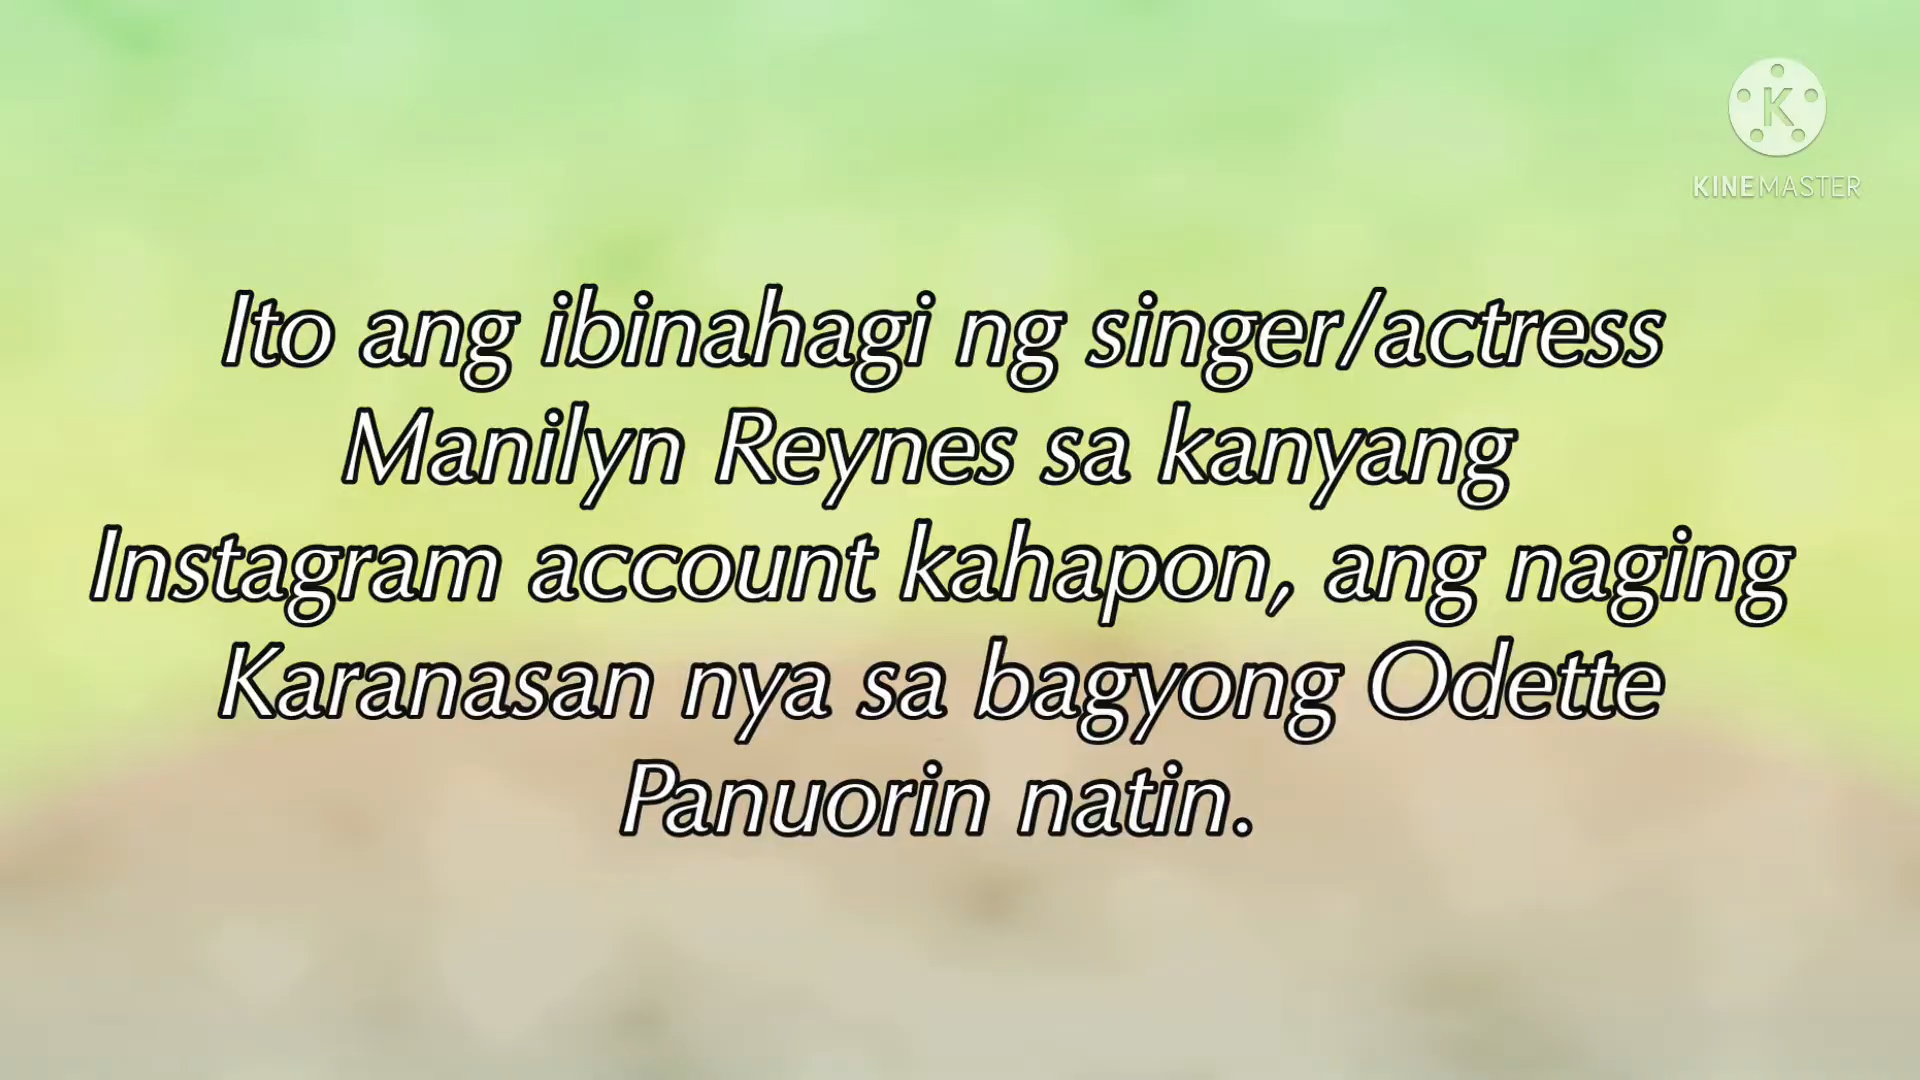 KINEMASTER
Ito ang ibinahagi ng singer/actress
Manilyn Reynes sa kanyang
Instagram account kahapon, ang naging
Karanasan nya sa bagyong Odette
Panuorin natin.